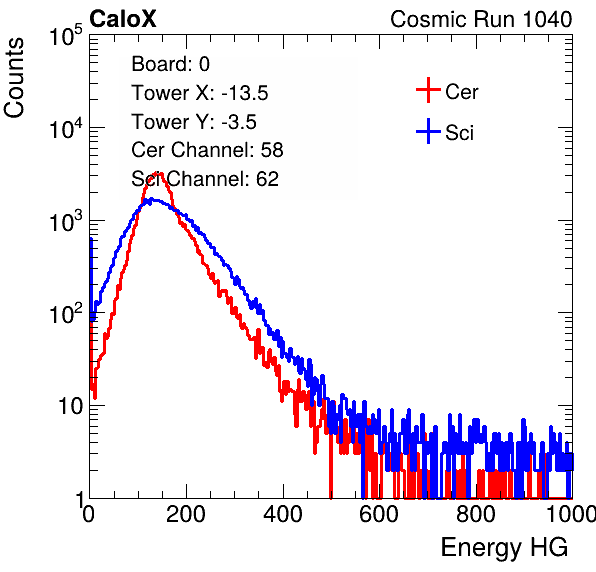 CaloX Cosmic Run 1040
Counts
Board: 0
Tower X: -13.5
Tower Y: -3.5
Cer Channel: 58
Sci Channel: 62
Cer
Sci
10^5
10^4
10^3
10^2
10
1
0 200 400 600 800 1000
Energy HG